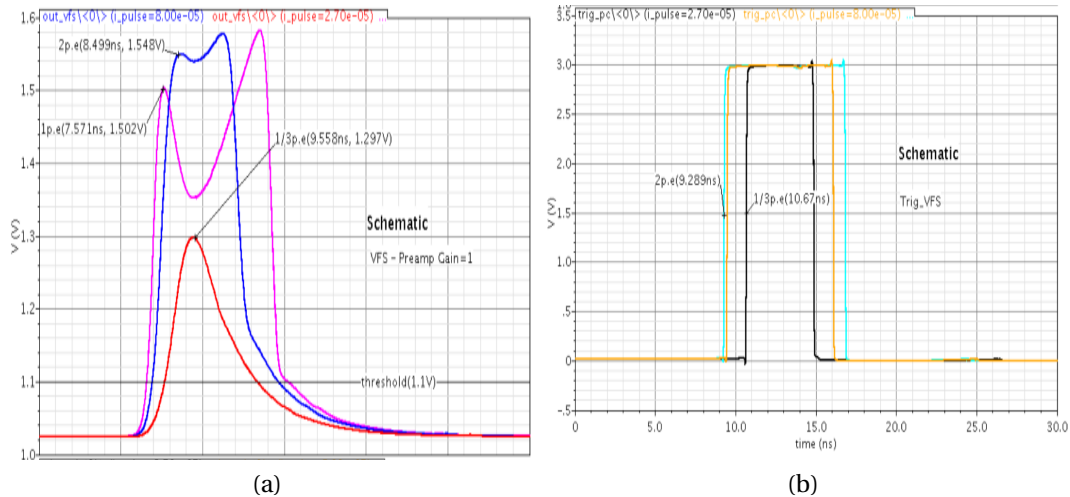 out_vfs\<0\> (i_pulse=8.00e-05) out_vfs\<0\> (i_pulse=2.70e-05) ...
1.6
1.5
1.4
1.3
1.2
1.1
1.0
V (V)
2p.e(8.499ns, 1.548V)
1p.e(7.571ns, 1.502V)
1/3p.e(9.558ns, 1.297V)
Schematic
VFS - Preamp Gain=1
threshold(1.1V)
(a)
trig_pc\<0\> (i_pulse=2.70e-05) trig_pc\<0\> (i_pulse=8.00e-05) ...
3.5
3.0
2.5
2.0
1.5
1.0
.5
0
-.5
V (V)
2p.e(9.289ns)
1/3p.e(10.67ns)
Schematic
Trig_VFS
0 5.0 10.0 15.0 20.0 25.0 30.0
time (ns)
(b)